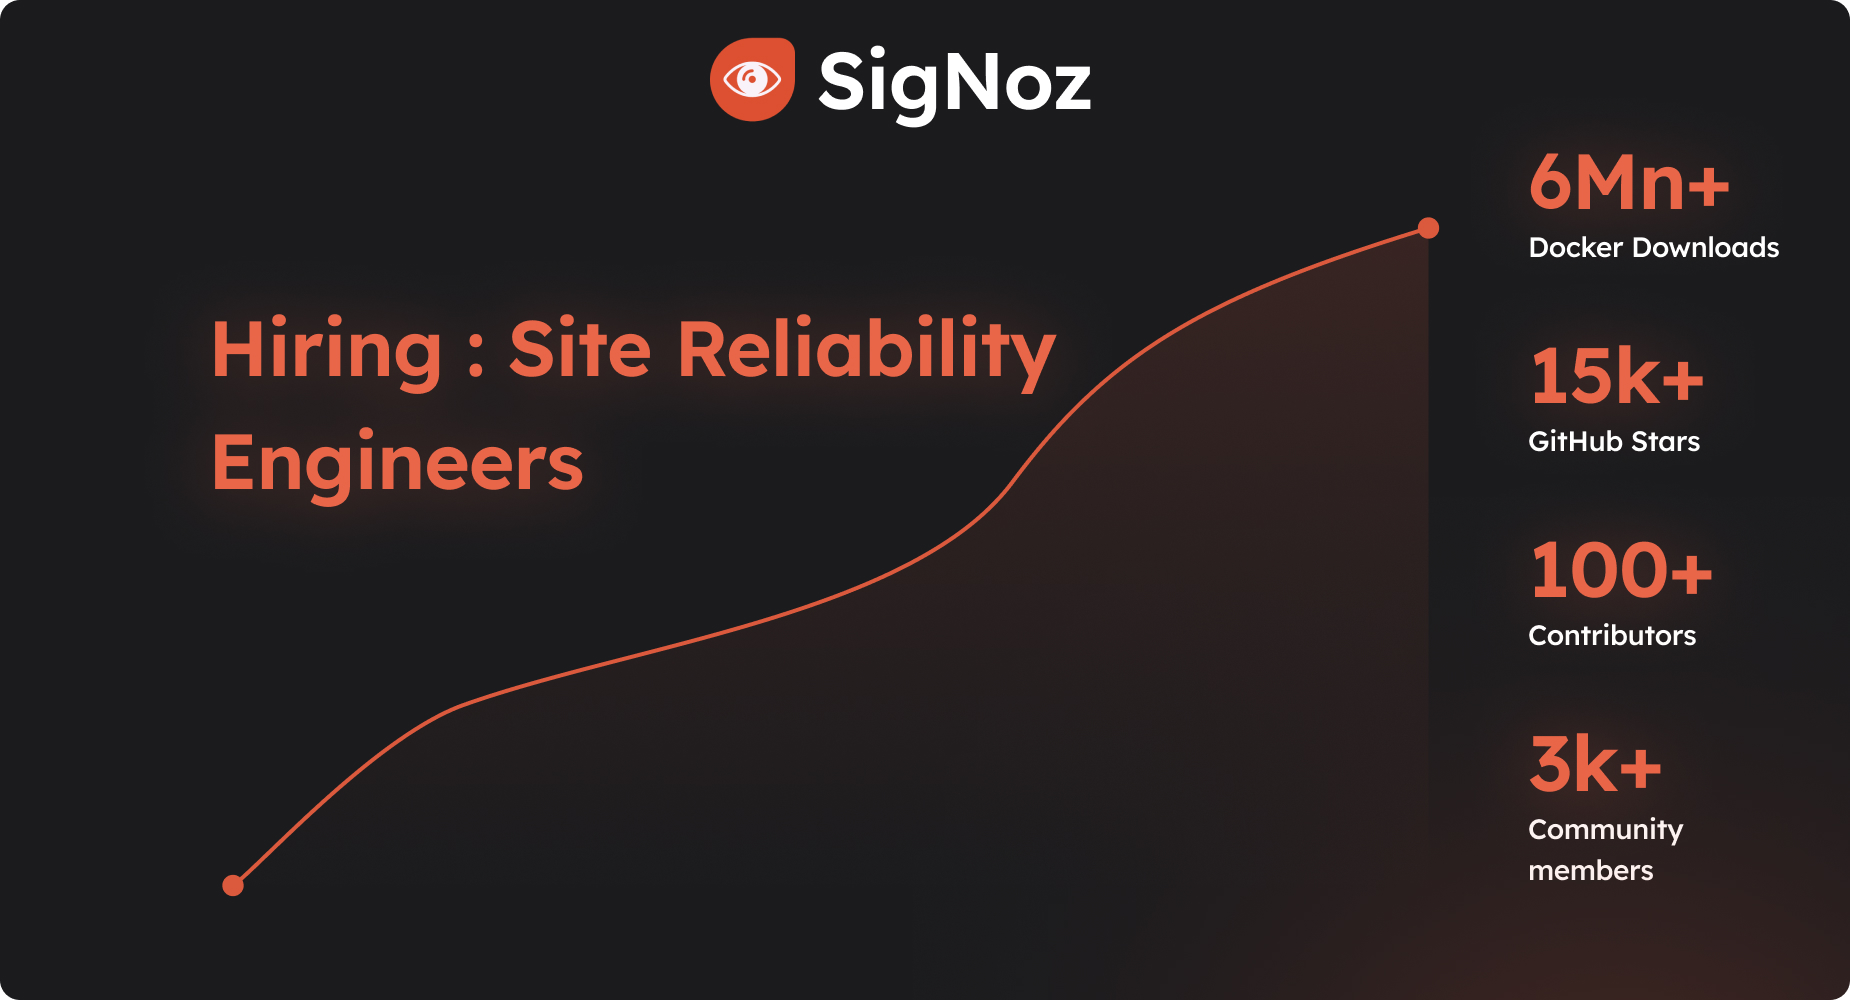 SigNoz
Hiring : Site Reliability
Engineers
6Mn+
Docker Downloads
15k+
GitHub Stars
100+
Contributors
3k+
Community
members